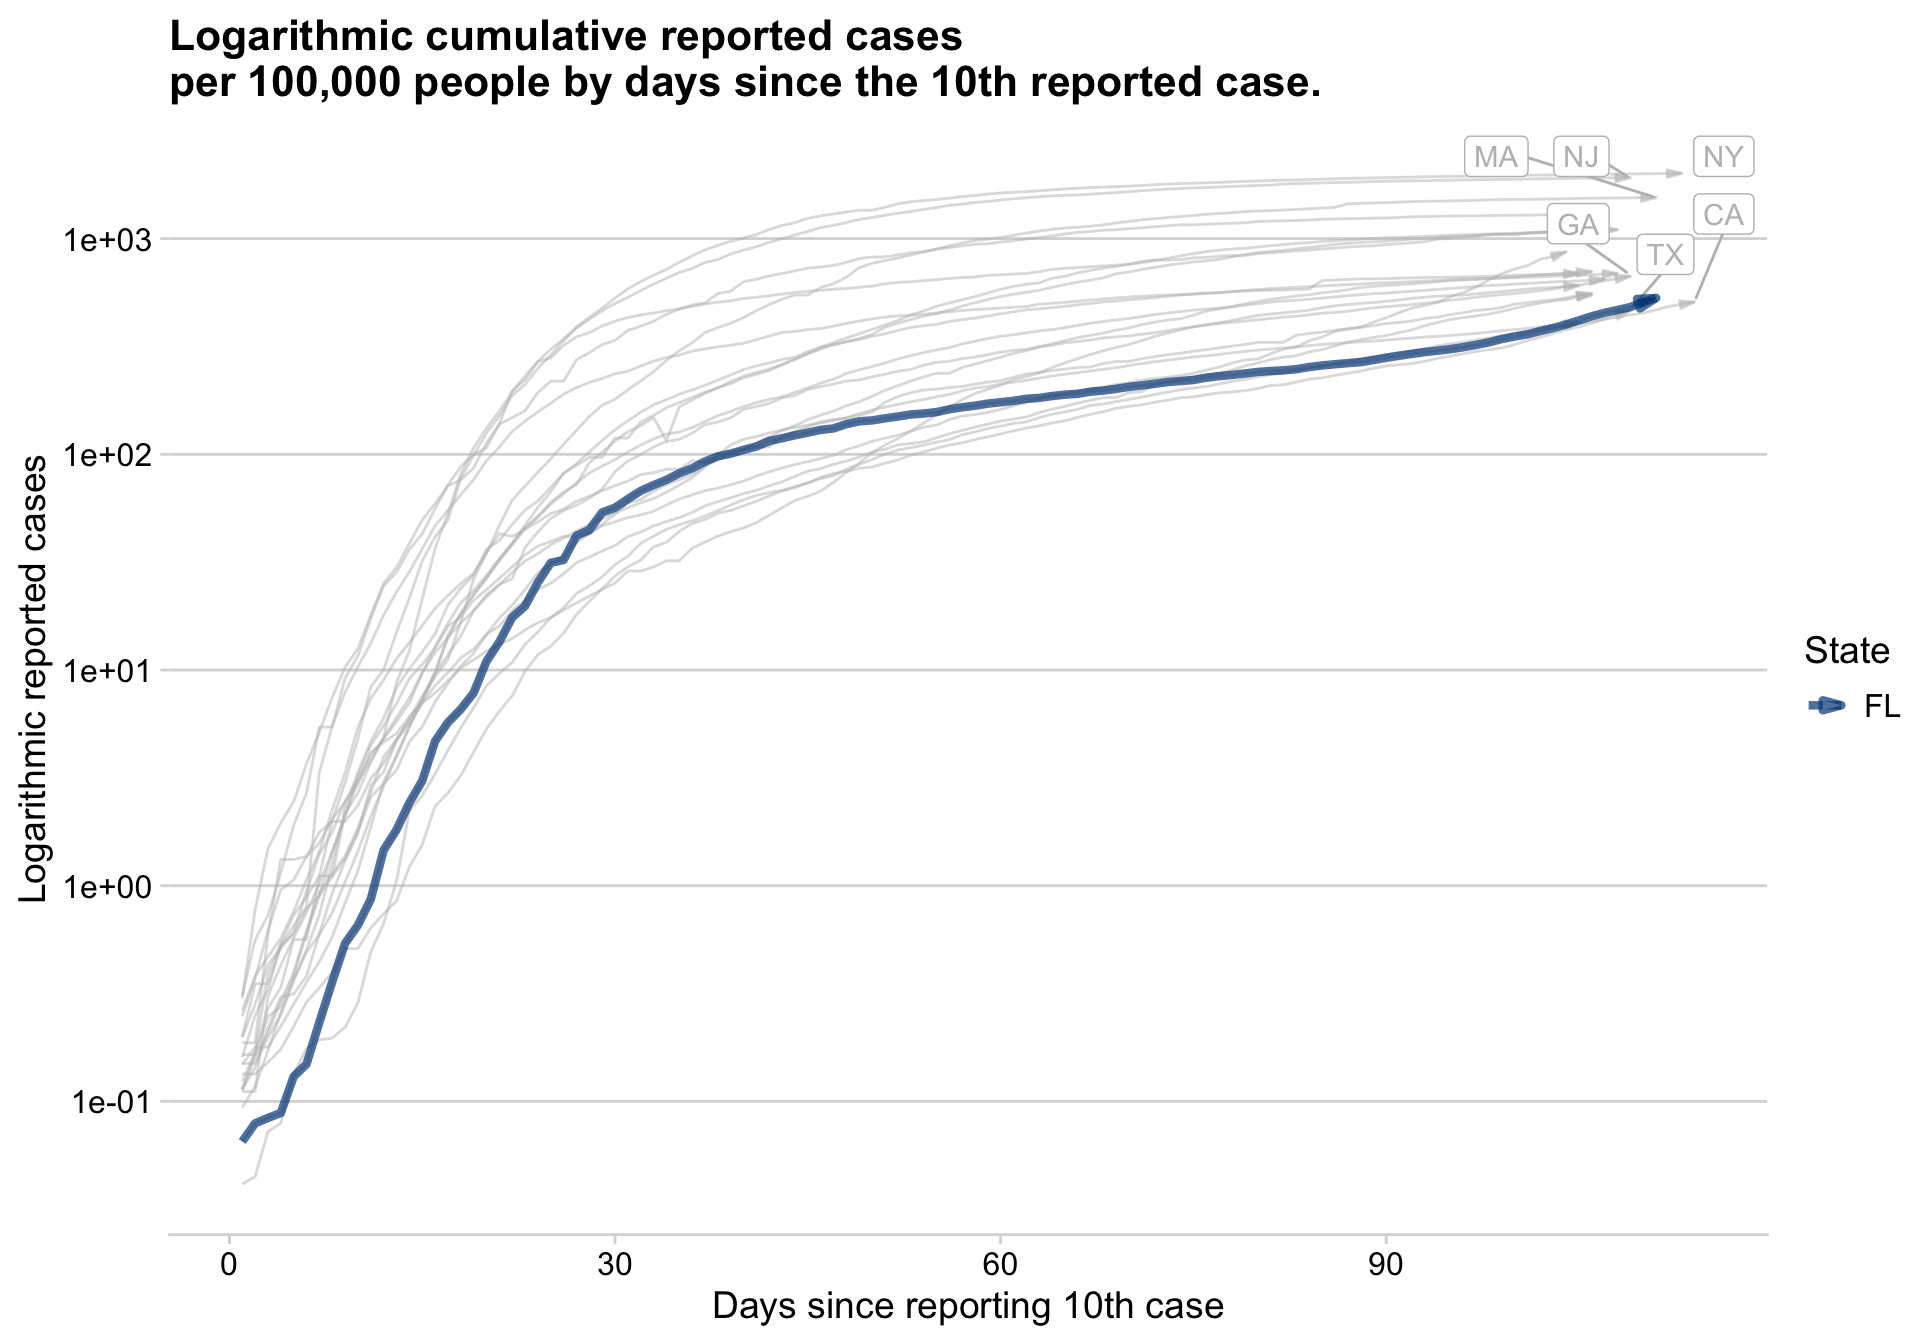 Logarithmic cumulative reported cases
per 100,000 people by days since the 10th reported case.
MA
NJ
NY
CA
GA
TX
1e+03
1e+02
1e+01
1e+00
1e-01
Logarithmic reported cases
State
FL
0
30
60
90
Days since reporting 10th case